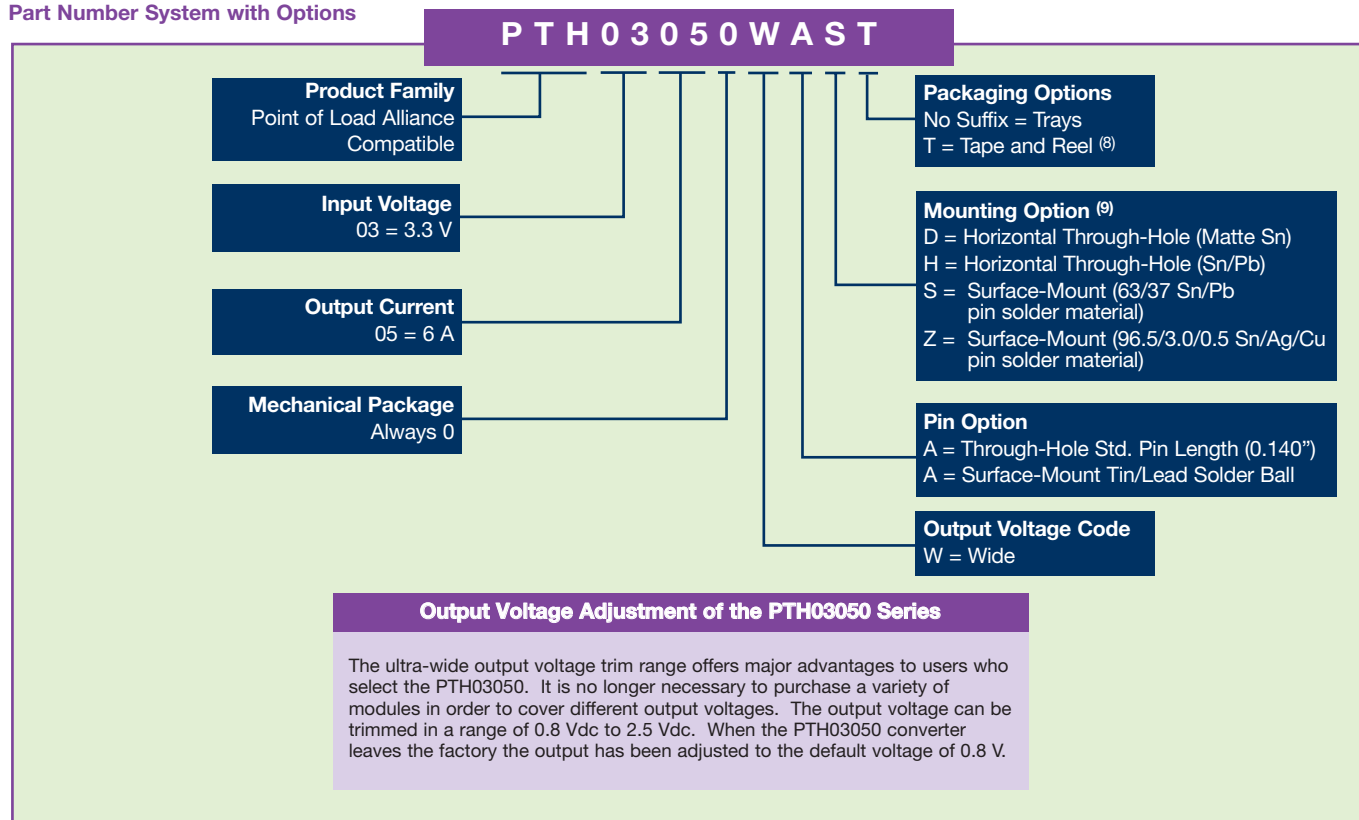 Part Number System with Options
PTH03050WAST
Product Family
Point of Load Alliance
Compatible
Input Voltage
03 = 3.3 V
Output Current
05 = 6 A
Mechanical Package
Always 0
Packaging Options
No Suffix = Trays
T = Tape and Reel (8)
Mounting Option (9)
D = Horizontal Through-Hole (Matte Sn)
H = Horizontal Through-Hole (Sn/Pb)
S = Surface-Mount (63/37 Sn/Pb
pin solder material)
Z = Surface-Mount (96.5/3.0/0.5 Sn/Ag/Cu
pin solder material)
Pin Option
A = Through-Hole Std. Pin Length (0.140”)
A = Surface-Mount Tin/Lead Solder Ball
Output Voltage Code
W = Wide
Output Voltage Adjustment of the PTH03050 Series
The ultra-wide output voltage trim range offers major advantages to users who
select the PTH03050. It is no longer necessary to purchase a variety of
modules in order to cover different output voltages. The output voltage can be
trimmed in a range of 0.8 Vdc to 2.5 Vdc. When the PTH03050 converter
leaves the factory the output has been adjusted to the default voltage of 0.8 V.